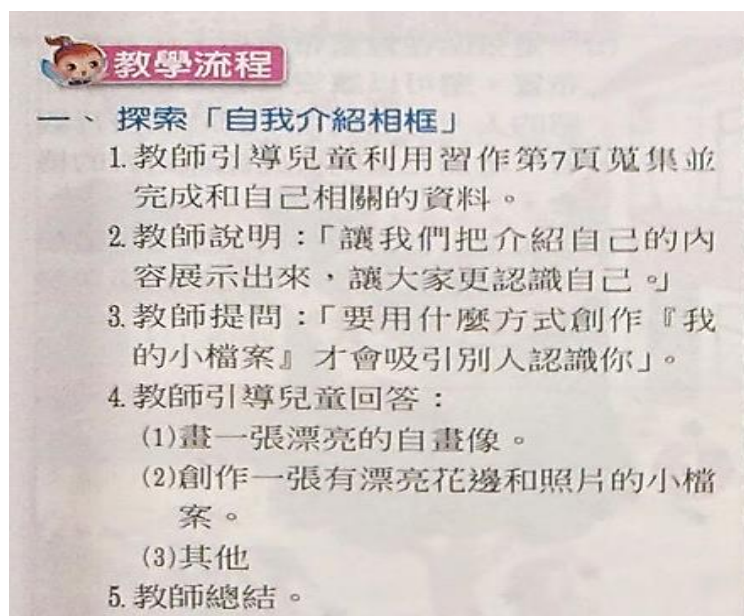 教學流程
一、探索「自我介紹相框」
1.教師引導兒童利用習作第7頁蒐集並
完成和自己相關的資料。
2.教師說明：「讓我們把介紹自己的內
容展示出來，讓大家更認識自己。」
3.教師提問：「要用什麼方式創作『我
的小檔案』才會吸引別人認識你」。
4.教師引導兒童回答：
(1)畫一張漂亮的自畫像。
(2)創作一張有漂亮花邊和照片的小檔
案。
(3)其他
5.教師總結。